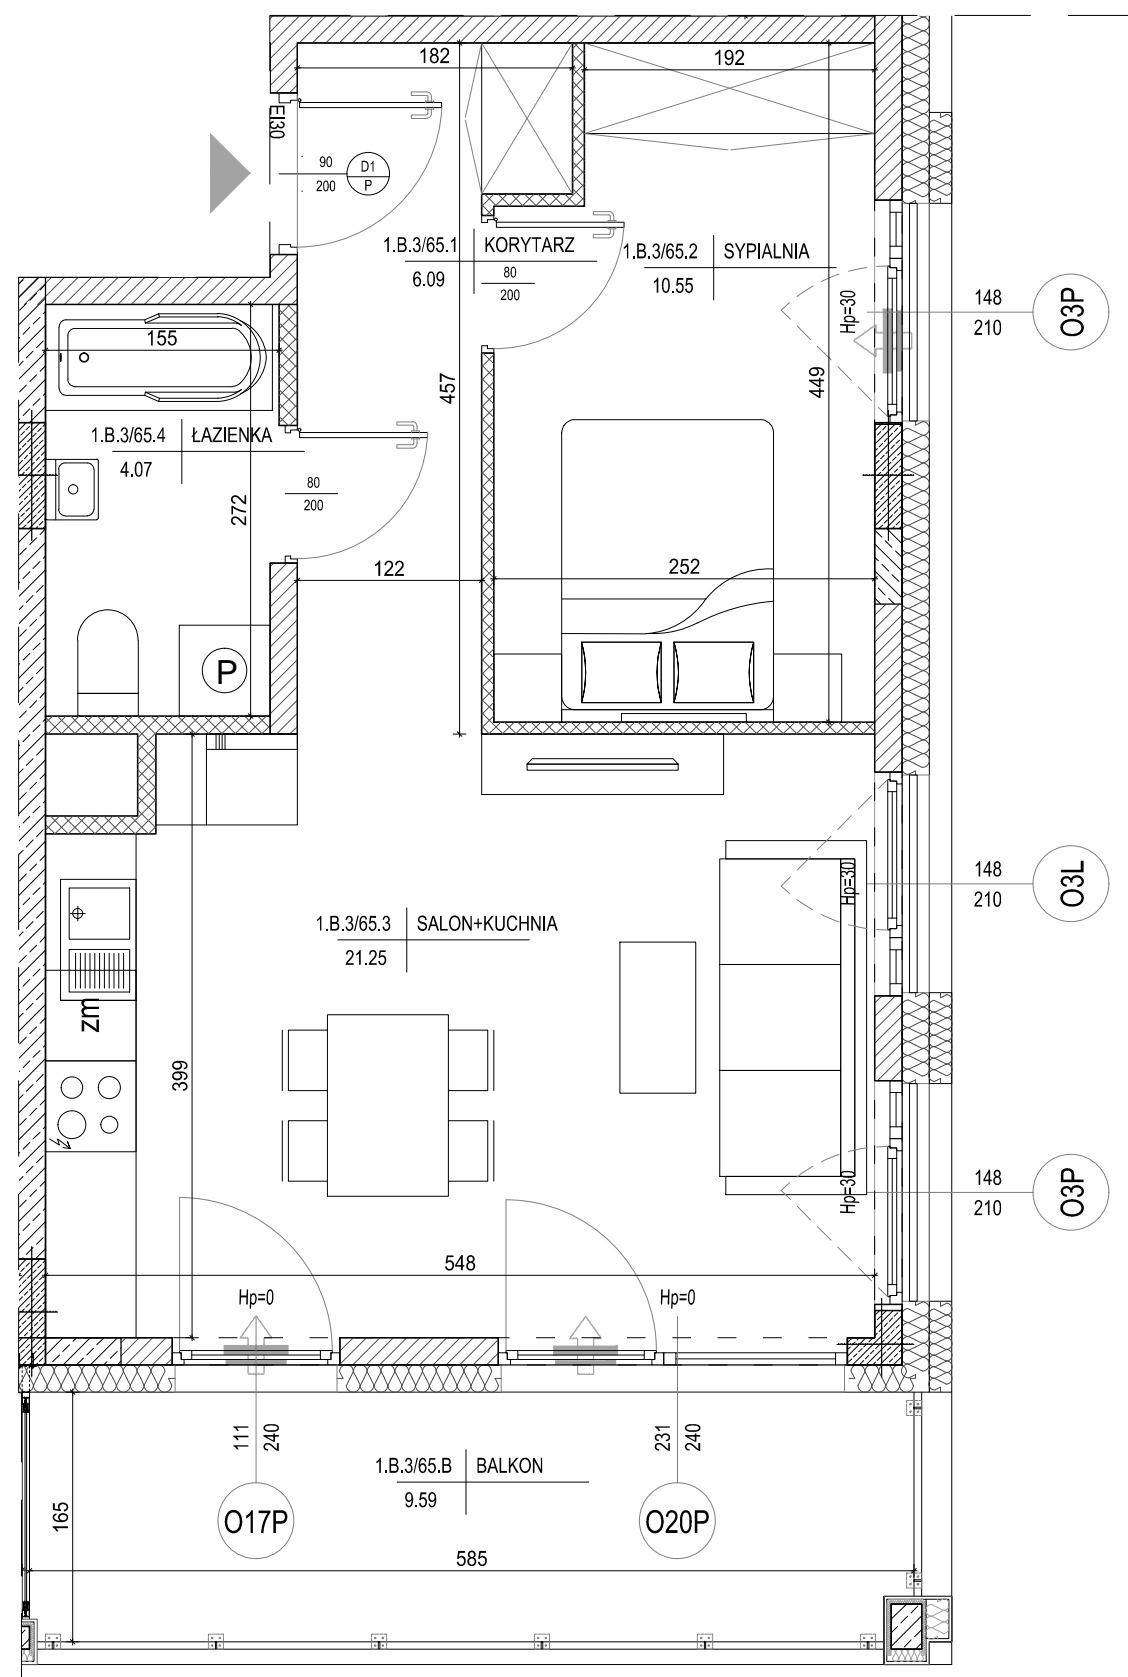 182
192
EI30
90
200
D1
P
1.B.3/65.1 KORYTARZ
6.09
80
200
1.B.3/65.2 SYPIALNIA
10.55
Hp=30
148
210
O3P
155
457
449
1.B.3/65.4 ŁAZIENKA
4.07
80
200
272
122
252
P
Hp=30
148
210
O3L
1.B.3/65.3 SALON+KUCHNIA
21.25
zm
399
Hp=30
148
210
O3P
548
Hp=0
Hp=0
111
240
231
240
1.B.3/65.B BALKON
9.59
165
O17P
O20P
585